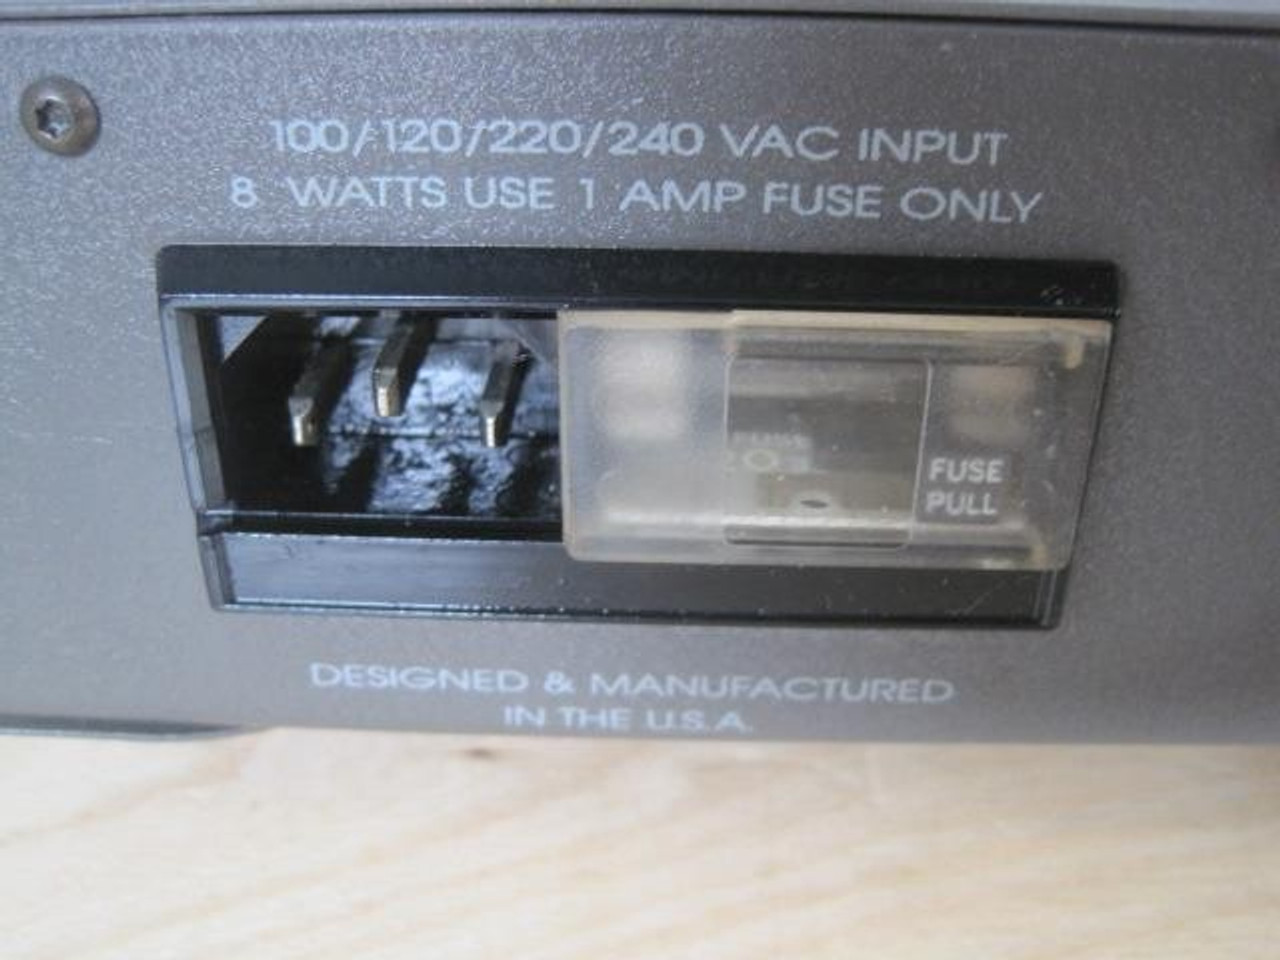 100/120/220/240 VAC INPUT
8 WATTS USE 1 AMP FUSE ONLY
FUSE
PULL
DESIGNED & MANUFACTURED
IN THE U.S.A.